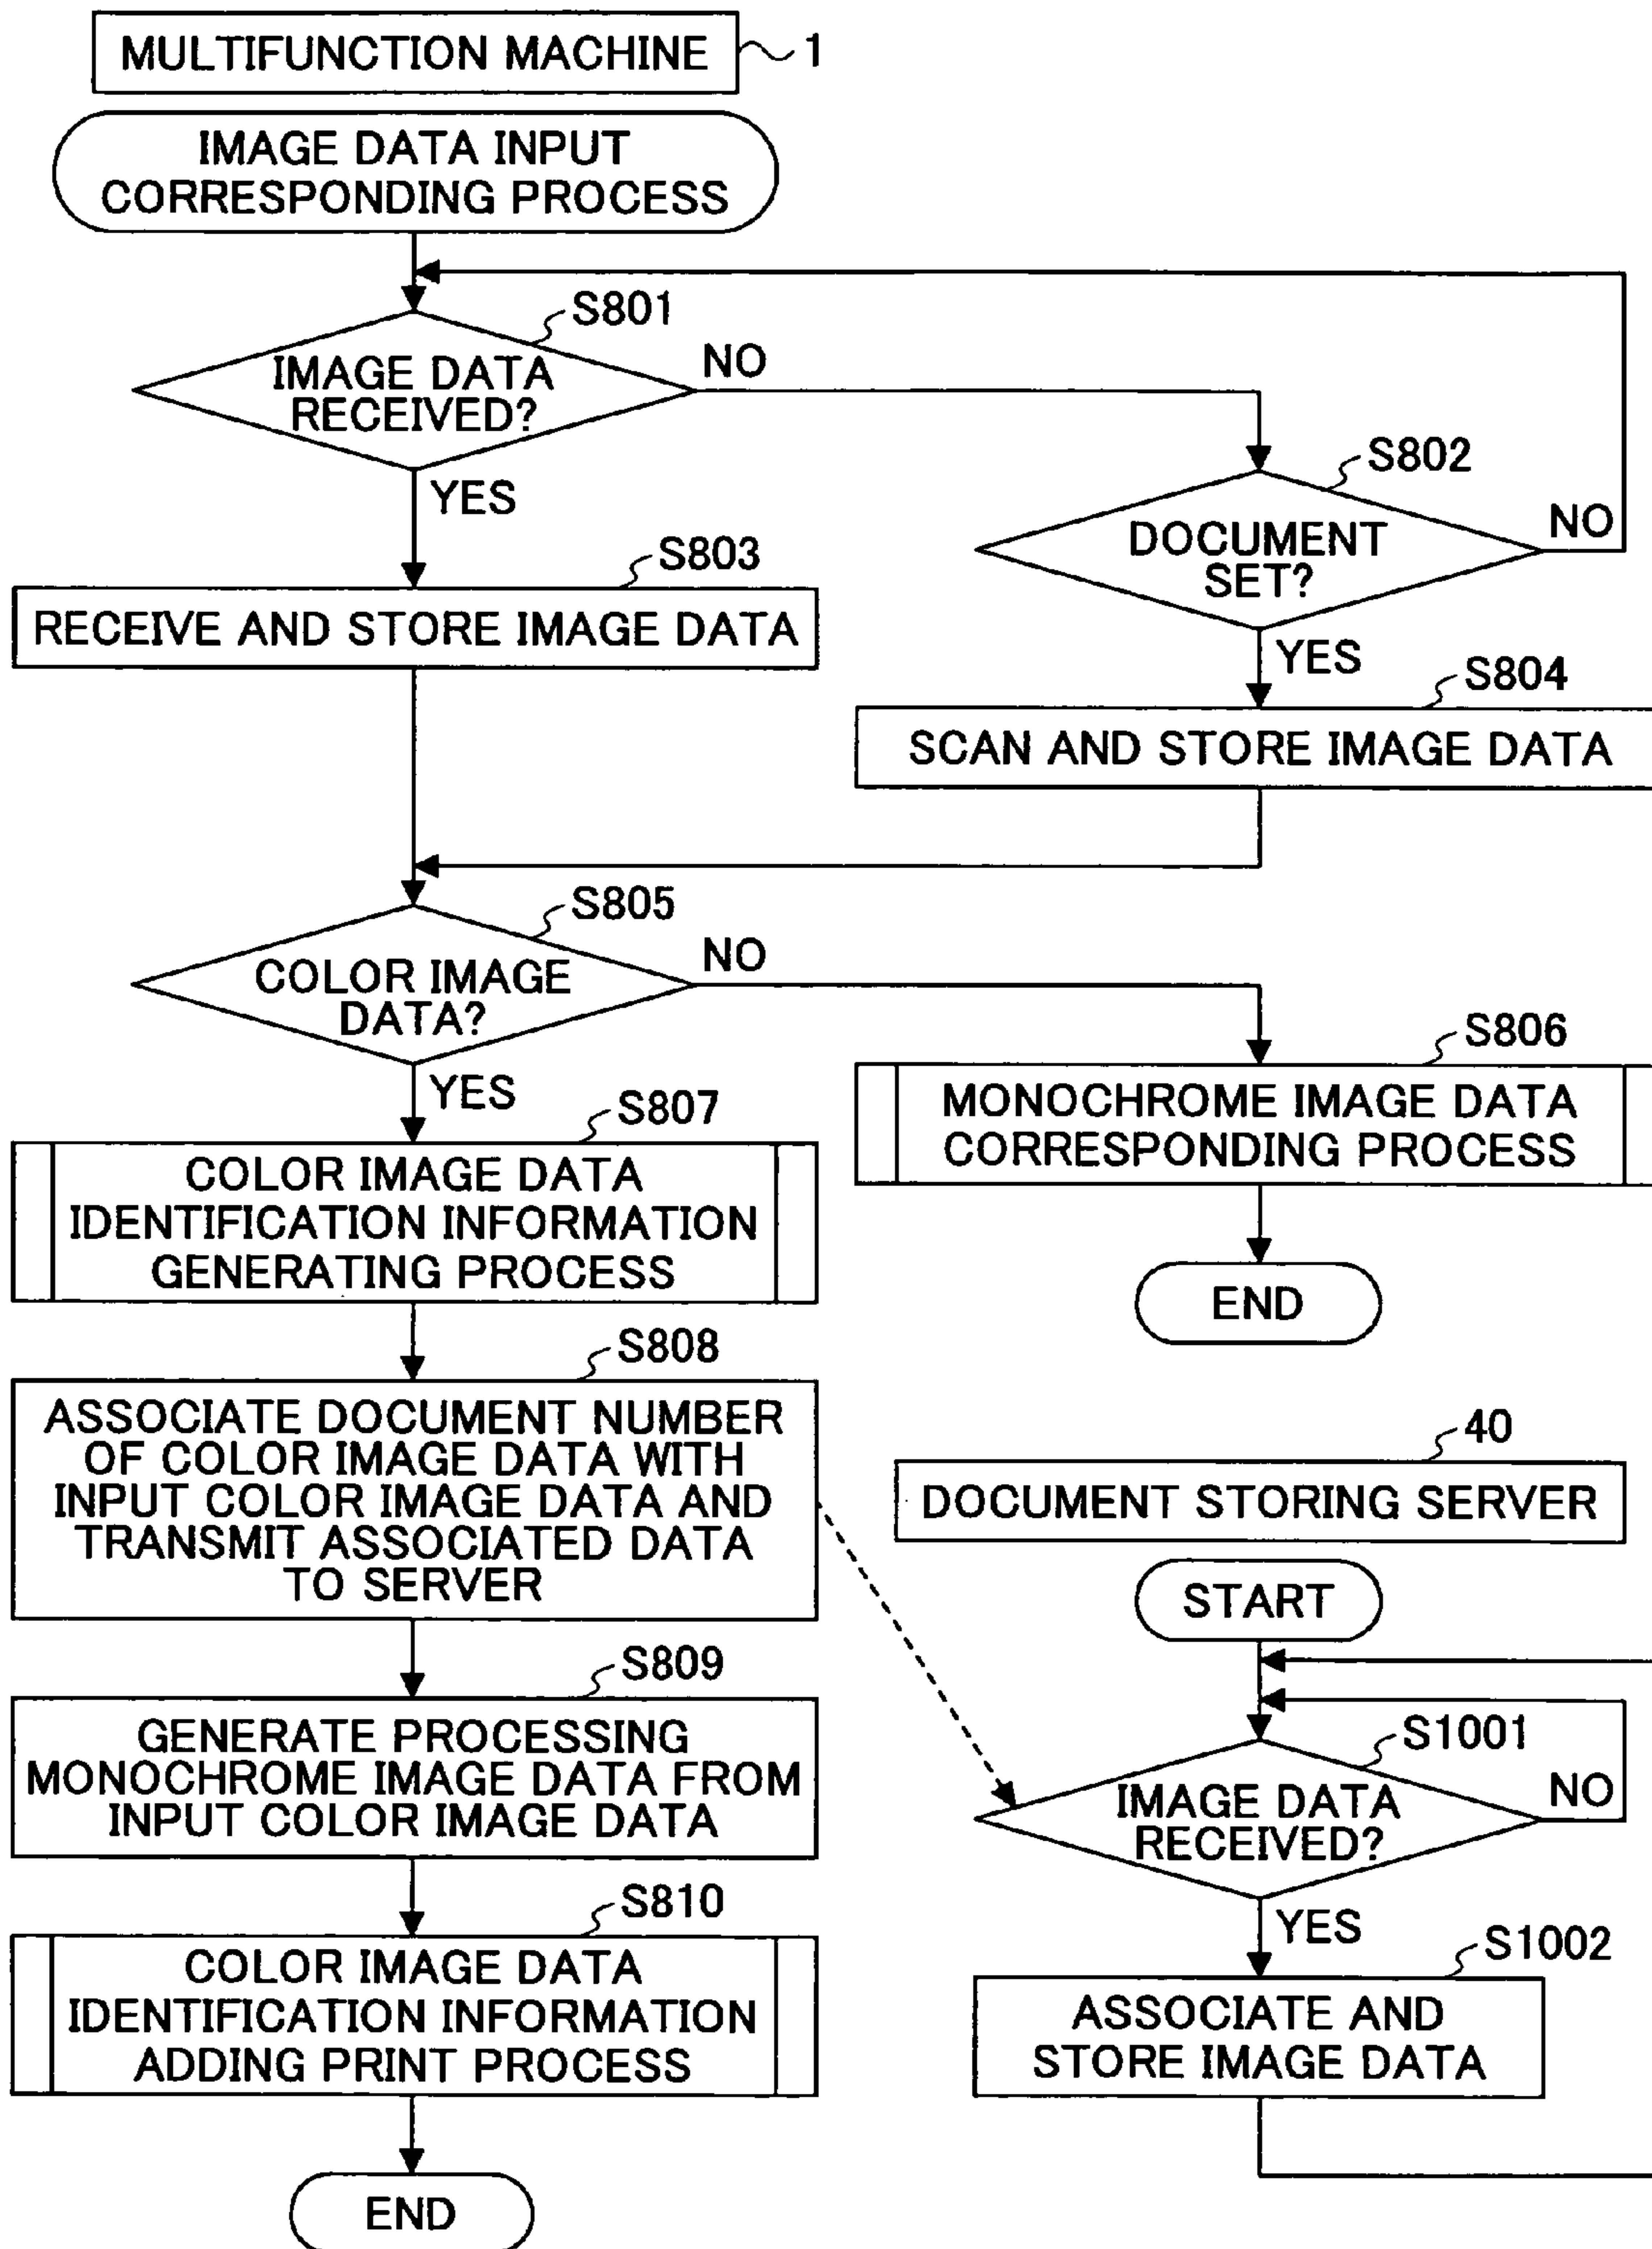 MULTIFUNCTION MACHINE
1
IMAGE DATA INPUT
CORRESPONDING PROCESS
S801
IMAGE DATA
RECEIVED?
NO
YES
S802
DOCUMENT
SET?
NO
YES
S803
RECEIVE AND STORE IMAGE DATA
S804
SCAN AND STORE IMAGE DATA
S805
COLOR IMAGE
DATA?
NO
YES
S806
MONOCHROME IMAGE DATA
CORRESPONDING PROCESS
END
S807
COLOR IMAGE DATA
IDENTIFICATION INFORMATION
GENERATING PROCESS
S808
ASSOCIATE DOCUMENT NUMBER
OF COLOR IMAGE DATA WITH
INPUT COLOR IMAGE DATA AND
TRANSMIT ASSOCIATED DATA
TO SERVER
S809
GENERATE PROCESSING
MONOCHROME IMAGE DATA FROM
INPUT COLOR IMAGE DATA
S810
COLOR IMAGE DATA
IDENTIFICATION INFORMATION
ADDING PRINT PROCESS
END
40
DOCUMENT STORING SERVER
START
S1001
IMAGE DATA
RECEIVED?
NO
YES
S1002
ASSOCIATE AND
STORE IMAGE DATA